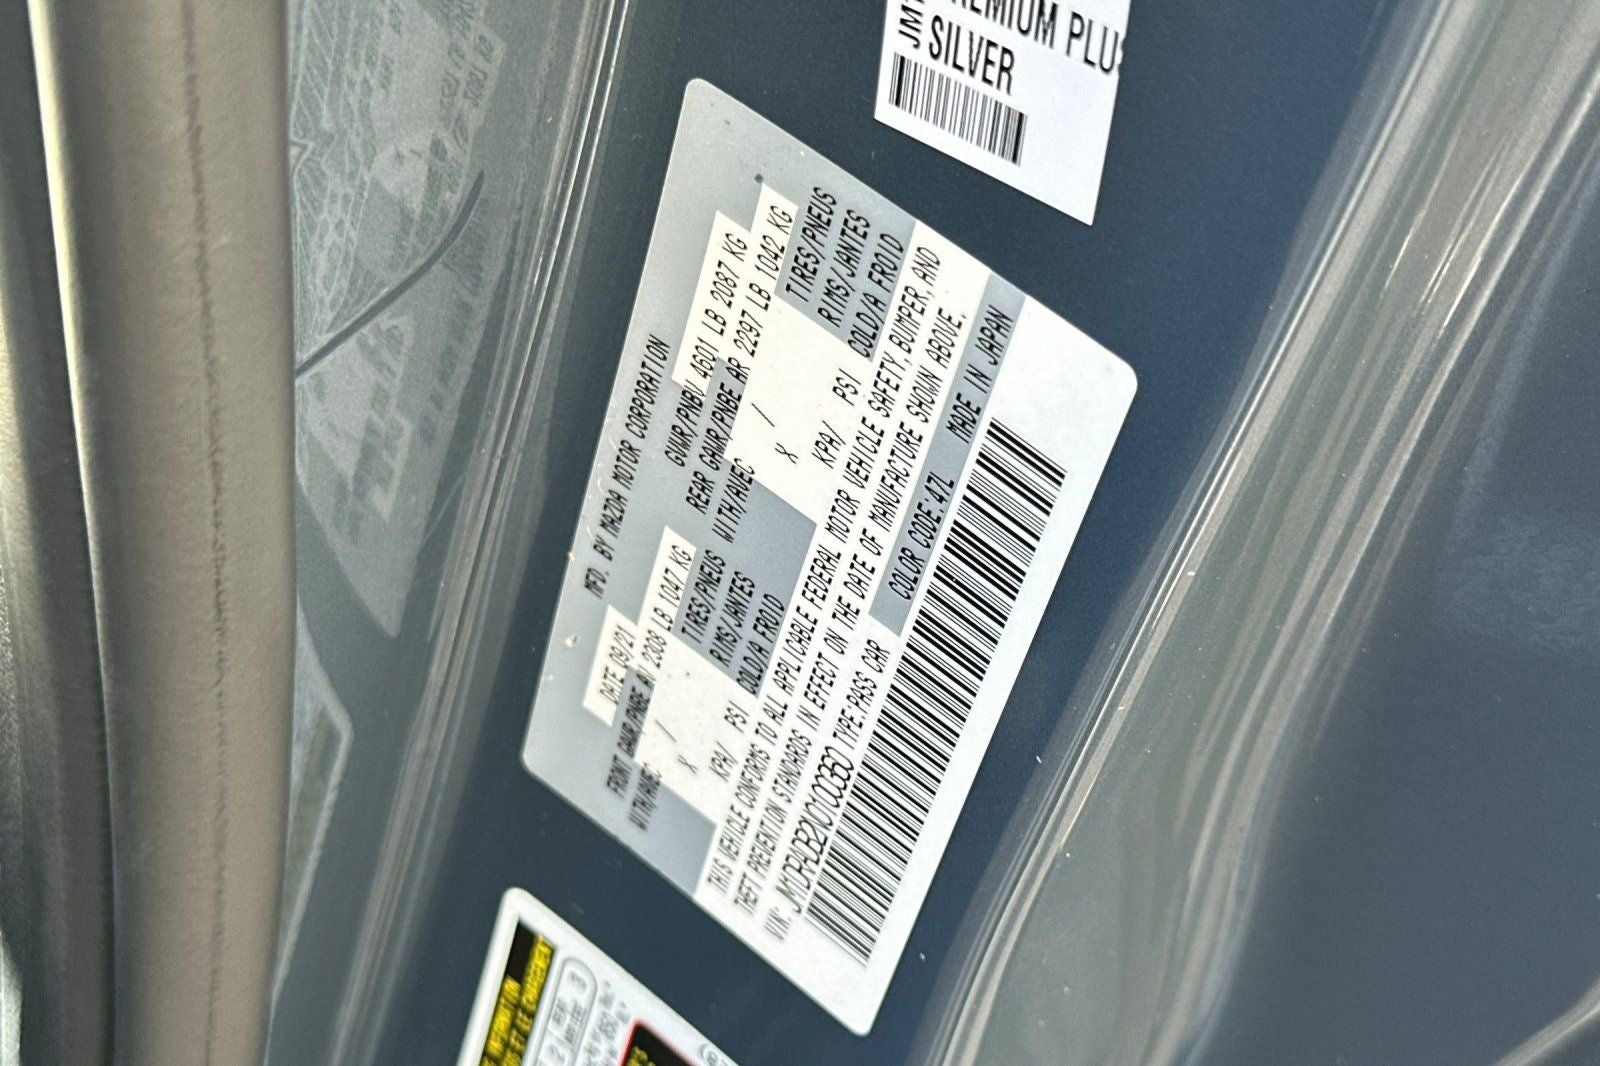 REMIUM PLUS
JM1
SILVER
MFD. BY MAZDA MOTOR CORPORATION
DATE 09/21
GVWR/PNBV 4601 LB 2087 KG
FRONT GAWR/PNBE AV 2308 LB 1047 KG
REAR GAWR/PNBE AR 2297 LB 1042 KG
WITH/AVEC / TIRES/PNEUS
WITH/AVEC / TIRES/PNEUS
X RIMS/JANTES
X RIMS/JANTES
KPA/ PSI COLD/A FROID
KPA/ PSI COLD/A FROID
THIS VEHICLE CONFORMS TO ALL APPLICABLE FEDERAL MOTOR VEHICLE SAFETY, BUMPER, AND
THEFT PREVENTION STANDARDS IN EFFECT ON THE DATE OF MANUFACTURE SHOWN ABOVE.
VIN: TYPE:PASS CAR COLOR CODE:47L MADE IN JAPAN